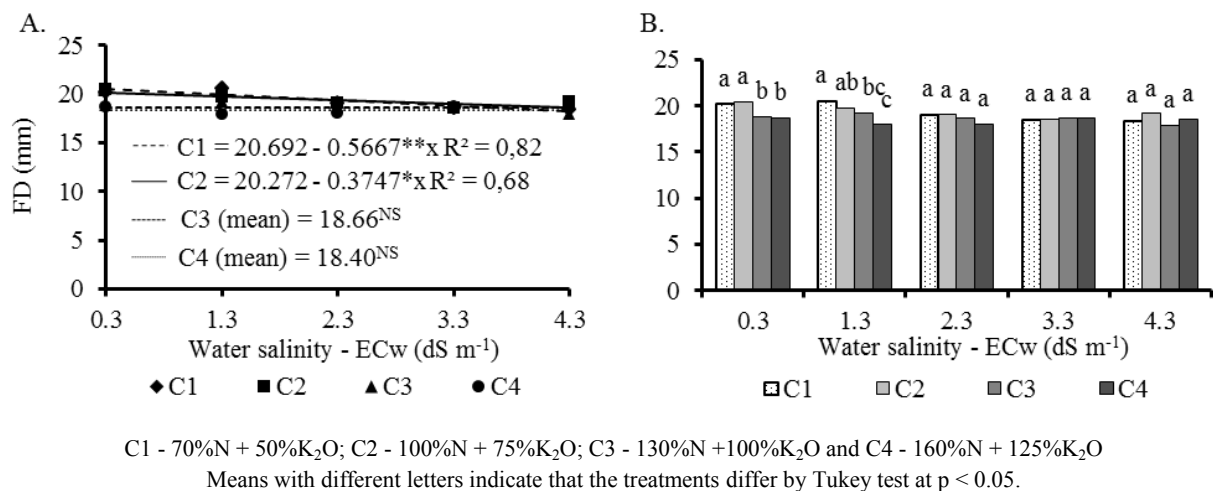 A.
25
20
15
10
5
0
FD (mm)
C1 = 20.692 - 0.5667**x R² = 0,82
C2 = 20.272 - 0.3747*x R² = 0,68
C3 (mean) = 18.66ᴺˢ
C4 (mean) = 18.40ᴺˢ
0.3 1.3 2.3 3.3 4.3
Water salinity - ECw (dS m⁻¹)
C1 C2 C3 C4
B.
25
20
15
10
5
0
a a b b a ab bc c a a a a a a a a a a a a
0.3 1.3 2.3 3.3 4.3
Water salinity - ECw (dS m⁻¹)
C1 C2 C3 C4
C1 - 70%N + 50%K₂O; C2 - 100%N + 75%K₂O; C3 - 130%N +100%K₂O and C4 - 160%N + 125%K₂O
Means with different letters indicate that the treatments differ by Tukey test at p < 0.05.